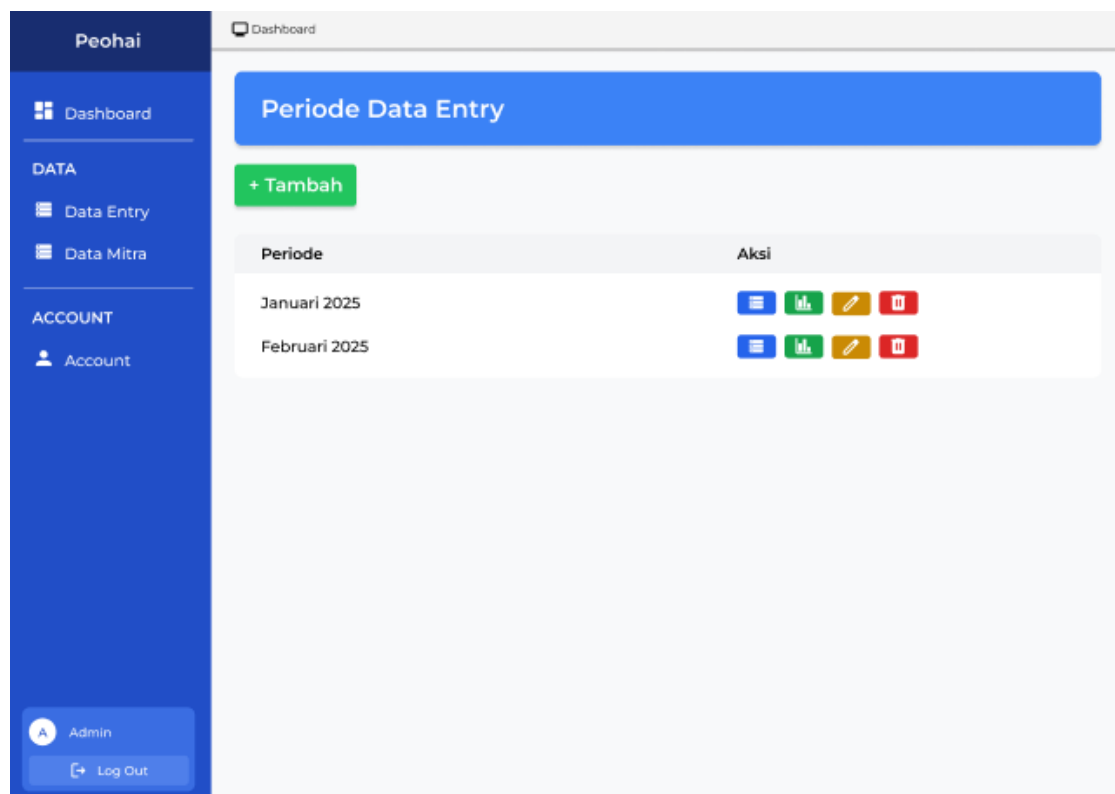 Peohai
Dashboard
DATA
Data Entry
Data Mitra
ACCOUNT
Account
A Admin
Log Out
Dashboard
Periode Data Entry
+ Tambah
Periode Aksi
Januari 2025
Februari 2025